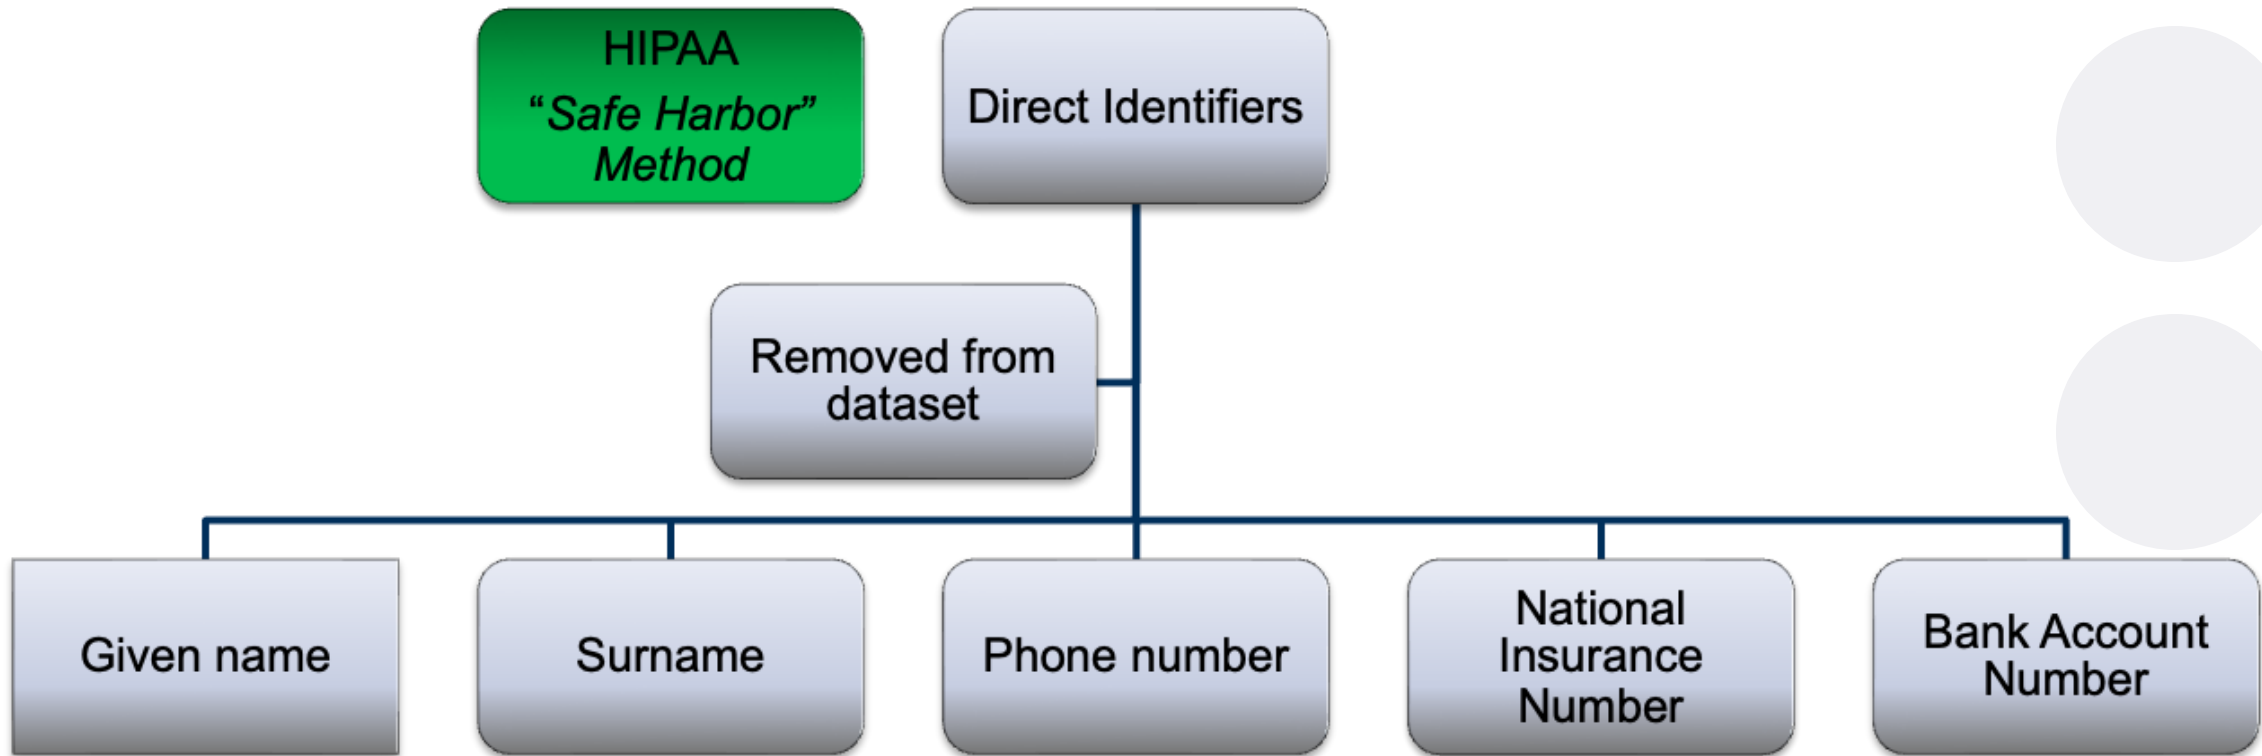 HIPAA
“Safe Harbor”
Method
Direct Identifiers
Removed from
dataset
Given name
Surname
Phone number
National
Insurance
Number
Bank Account
Number